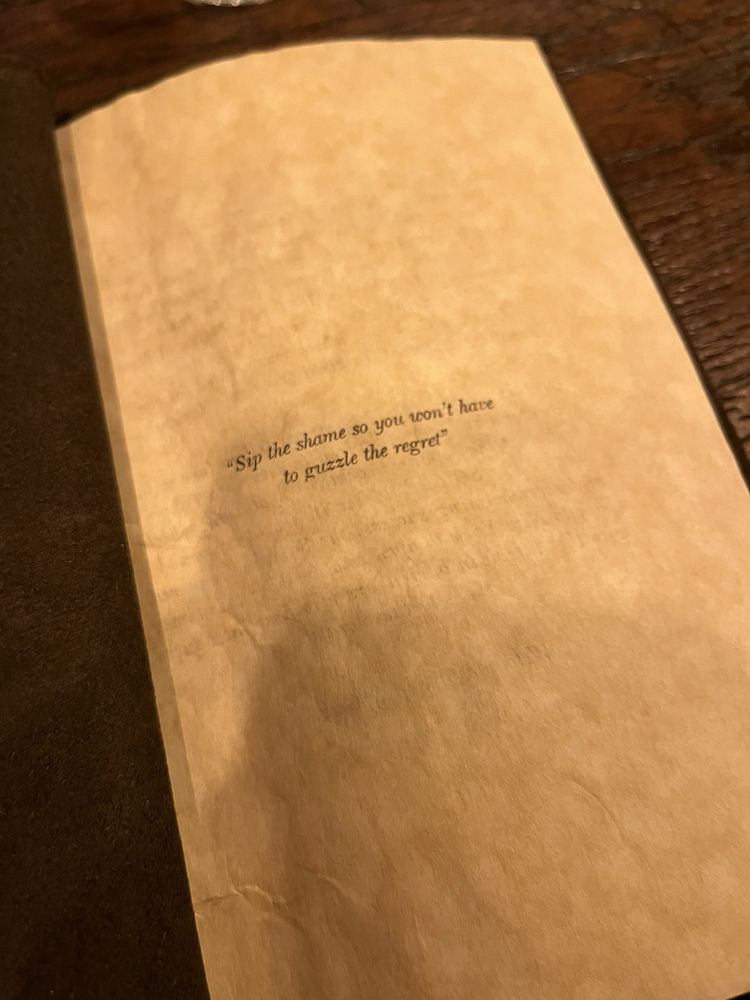 “Sip the shame so you won't have
to guzzle the regret”